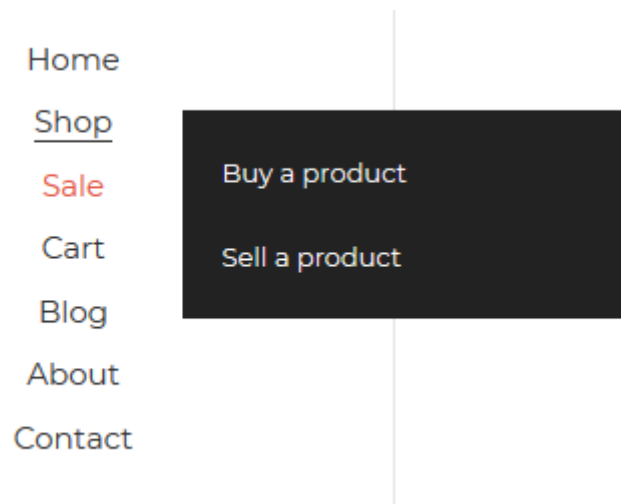 Home
Shop
Buy a product
Sale
Cart
Sell a product
Blog
About
Contact